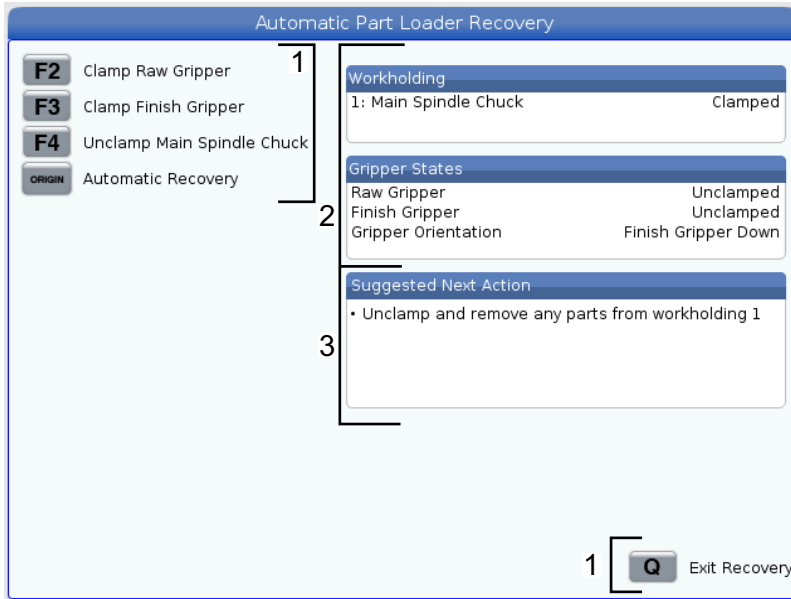 Automatic Part Loader Recovery
F2 Clamp Raw Gripper
F3 Clamp Finish Gripper
F4 Unclamp Main Spindle Chuck
ORIGIN Automatic Recovery
1
2
Workholding
1: Main Spindle Chuck Clamped
Gripper States
Raw Gripper Unclamped
Finish Gripper Unclamped
Gripper Orientation Finish Gripper Down
3
Suggested Next Action
• Unclamp and remove any parts from workholding 1
1
Q Exit Recovery